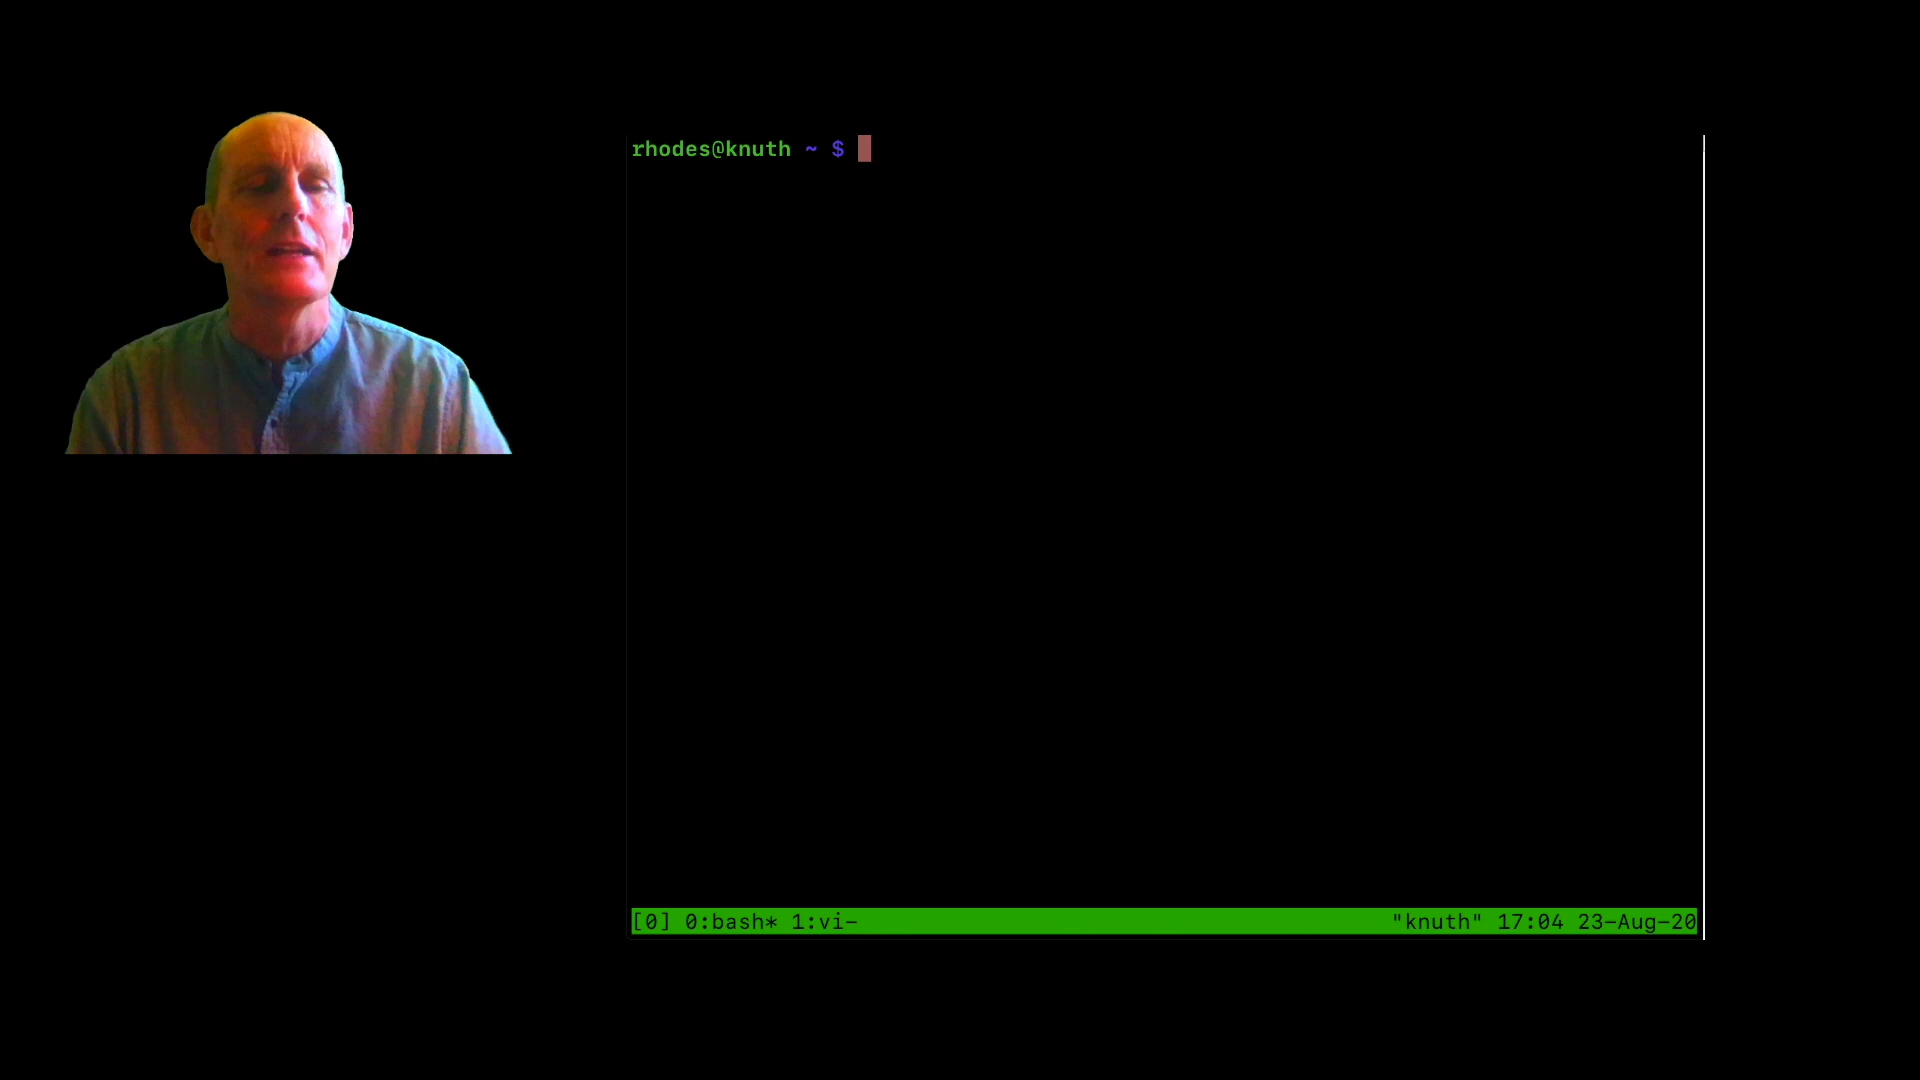 rhodes@knuth ~ $
[0] 0:bash* 1:vi- "knuth" 17:04 23-Aug-20